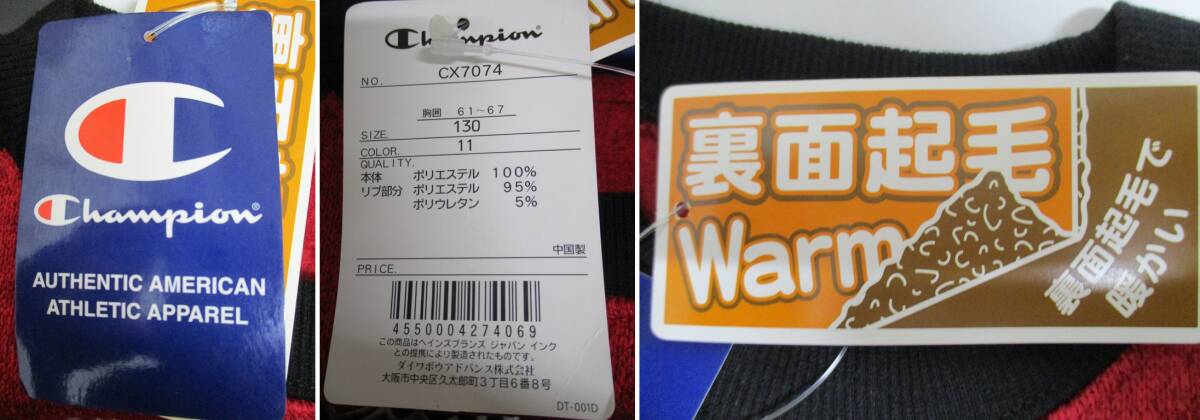 Champion
AUTHENTIC AMERICAN
ATHLETIC APPAREL
Champion
NO. CX7074
胸囲 61~67
SIZE. 130
COLOR. 11
QUALITY.
本体 ポリエステル 100%
リブ部分 ポリエステル 95%
ポリウレタン 5%
中国製
PRICE.
4550004274069
この商品はヘインズブランズ ジャパン インク
との提携により製造されたものです。
ダイワボウアドバンス株式会社
大阪市中央区久太郎町3丁目6番8号
DT-001D
裏面起毛
Warm
裏面起毛で
暖かい